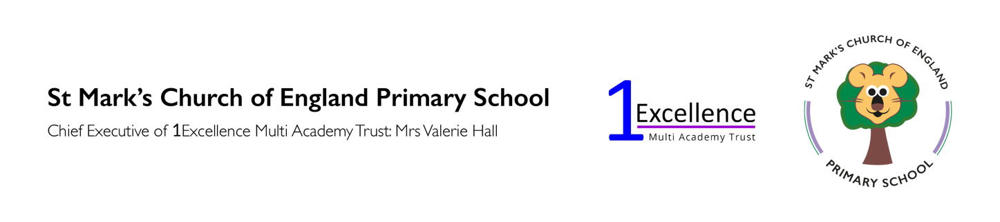 St Mark's Church of England Primary School
Chief Executive of 1Excellence Multi Academy Trust: Mrs Valerie Hall
1Excellence
Multi Academy Trust
ST MARK'S CHURCH OF ENGLAND
PRIMARY SCHOOL